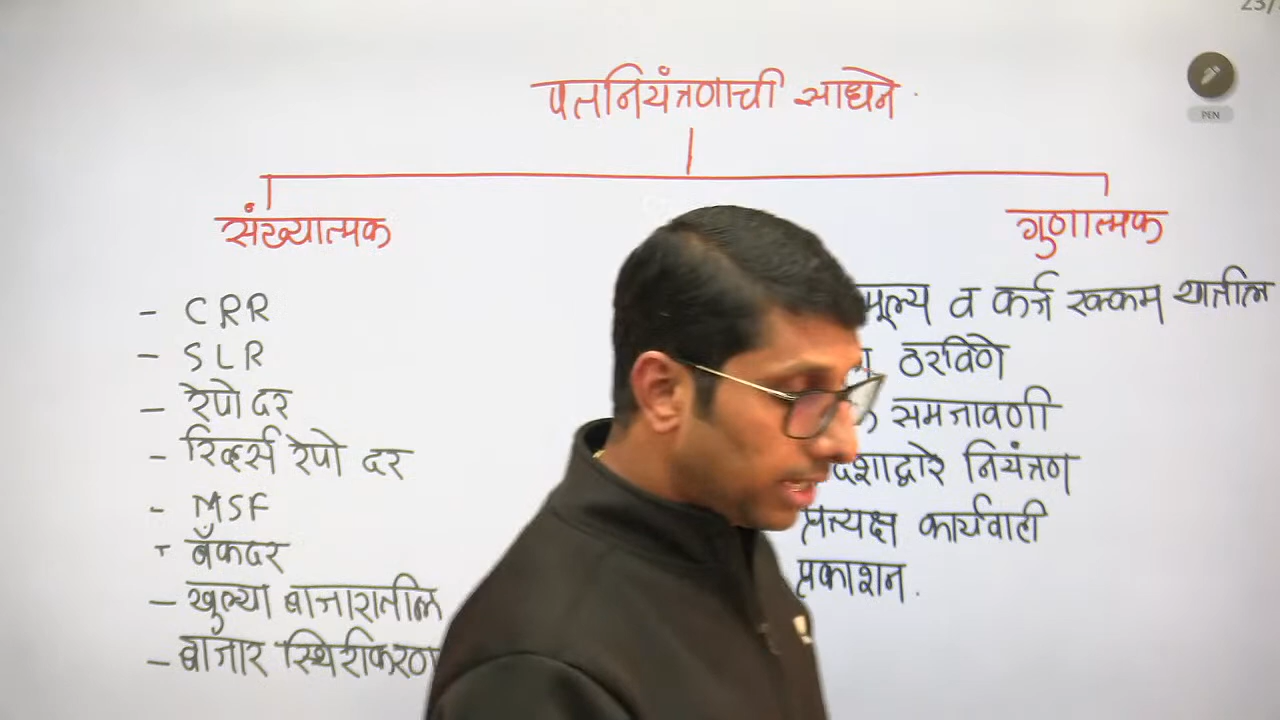 23/
PEN
पतनियंत्रणाची साधने
संख्यात्मक
- CRR
- SLR
- रेपो दर
- रिव्हर्स रेपो दर
- MSF
- बँकदर
- खुल्या बाजारातील
- बाजार स्थिरीकरण
गुणात्मक
मूल्य व कर्ज रक्कम यातील
ठरविणे
समजावणी
नियंत्रण
प्रत्यक्ष कार्यवाही
प्रकाशन.